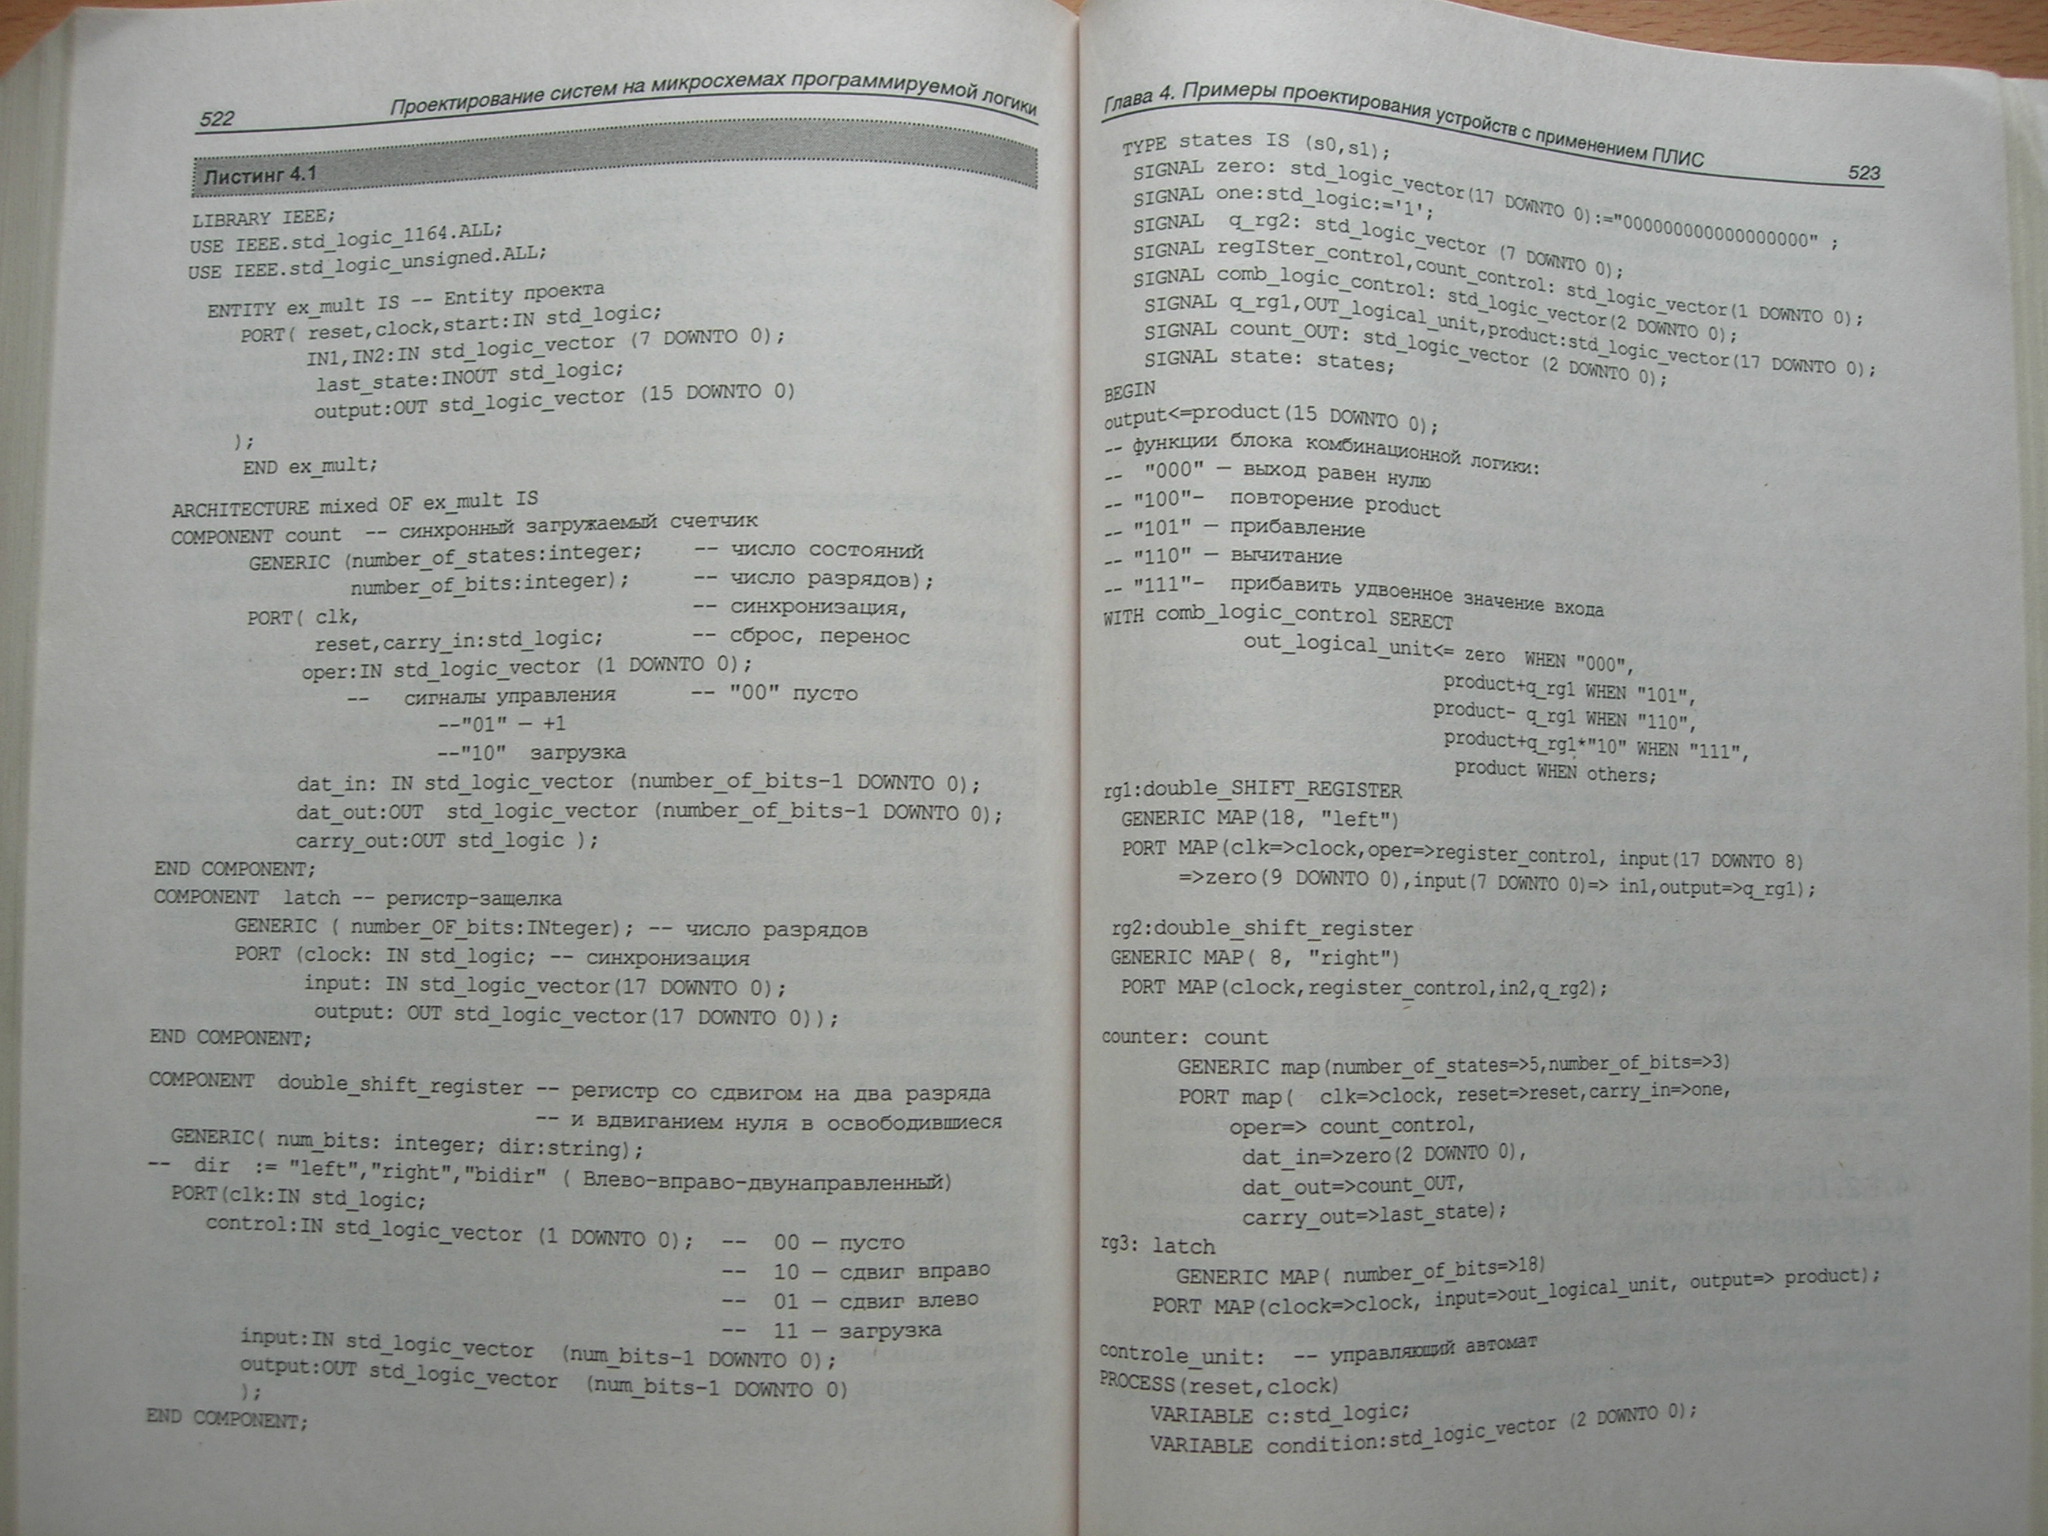 522 Проектирование систем на микросхемах программируемой логики
Листинг 4.1
LIBRARY IEEE;
USE IEEE.std_logic_1164.ALL;
USE IEEE.std_logic_unsigned.ALL;
ENTITY ex_mult IS -- Entity проекта
PORT( reset,clock,start:IN std_logic;
IN1,IN2:IN std_logic_vector (7 DOWNTO 0);
last_state:INOUT std_logic;
output:OUT std_logic_vector (15 DOWNTO 0)
);
END ex_mult;
ARCHITECTURE mixed OF ex_mult IS
COMPONENT count -- синхронный загружаемый счетчик
GENERIC (number_of_states:integer; -- число состояний
number_of_bits:integer); -- число разрядов);
PORT( clk, -- синхронизация,
reset,carry_in:std_logic; -- сброс, перенос
oper:IN std_logic_vector (1 DOWNTO 0);
-- сигналы управления -- "00" пусто
--"01" — +1
--"10" загрузка
dat_in: IN std_logic_vector (number_of_bits-1 DOWNTO 0);
dat_out:OUT std_logic_vector (number_of_bits-1 DOWNTO 0);
carry_out:OUT std_logic );
END COMPONENT;
COMPONENT latch -- регистр-защелка
GENERIC ( number_OF_bits:INteger); -- число разрядов
PORT (clock: IN std_logic; -- синхронизация
input: IN std_logic_vector(17 DOWNTO 0);
output: OUT std_logic_vector(17 DOWNTO 0));
END COMPONENT;
COMPONENT double_shift_register -- регистр со сдвигом на два разряда
-- и вдвиганием нуля в освободившиеся
GENERIC( num_bits: integer; dir:string);
-- dir := "left","right","bidir" ( Влево-вправо-двунаправленный)
PORT(clk:IN std_logic;
control:IN std_logic_vector (1 DOWNTO 0); -- 00 — пусто
-- 10 — сдвиг вправо
-- 01 — сдвиг влево
-- 11 — загрузка
input:IN std_logic_vector (num_bits-1 DOWNTO 0);
output:OUT std_logic_vector (num_bits-1 DOWNTO 0)
);
END COMPONENT;
Глава 4. Примеры проектирования устройств с применением ПЛИС 523
TYPE states IS (s0,s1);
SIGNAL zero: std_logic_vector(17 DOWNTO 0):="000000000000000000" ;
SIGNAL one:std_logic:='1';
SIGNAL q_rg2: std_logic_vector (7 DOWNTO 0);
SIGNAL regISter_control,count_control: std_logic_vector(1 DOWNTO 0);
SIGNAL comb_logic_control: std_logic_vector(2 DOWNTO 0);
SIGNAL q_rg1,OUT_logical_unit,product:std_logic_vector(17 DOWNTO 0);
SIGNAL count_OUT: std_logic_vector (2 DOWNTO 0);
SIGNAL state: states;
BEGIN
output<=product(15 DOWNTO 0);
-- функции блока комбинационной логики:
-- "000" — выход равен нулю
-- "100"- повторение product
-- "101" — прибавление
-- "110" — вычитание
-- "111"- прибавить удвоенное значение входа
WITH comb_logic_control SERECT
out_logical_unit<= zero WHEN "000",
product+q_rg1 WHEN "101",
product- q_rg1 WHEN "110",
product+q_rg1*"10" WHEN "111",
product WHEN others;
rg1:double_SHIFT_REGISTER
GENERIC MAP(18, "left")
PORT MAP(clk=>clock,oper=>register_control, input(17 DOWNTO 8)
=>zero(9 DOWNTO 0),input(7 DOWNTO 0)=> in1,output=>q_rg1);
rg2:double_shift_register
GENERIC MAP( 8, "right")
PORT MAP(clock,register_control,in2,q_rg2);
counter: count
GENERIC map(number_of_states=>5,number_of_bits=>3)
PORT map( clk=>clock, reset=>reset,carry_in=>one,
oper=> count_control,
dat_in=>zero(2 DOWNTO 0),
dat_out=>count_OUT,
carry_out=>last_state);
rg3: latch
GENERIC MAP( number_of_bits=>18)
PORT MAP(clock=>clock, input=>out_logical_unit, output=> product);
controle_unit: -- управляющий автомат
PROCESS(reset,clock)
VARIABLE c:std_logic;
VARIABLE condition:std_logic_vector (2 DOWNTO 0);